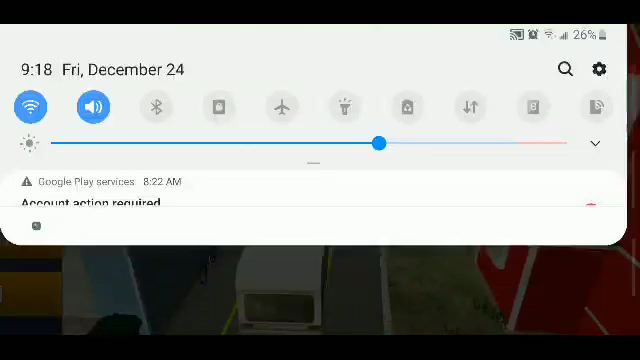 26%
9:18 Fri, December 24
Google Play services 8:22 AM
Account action required